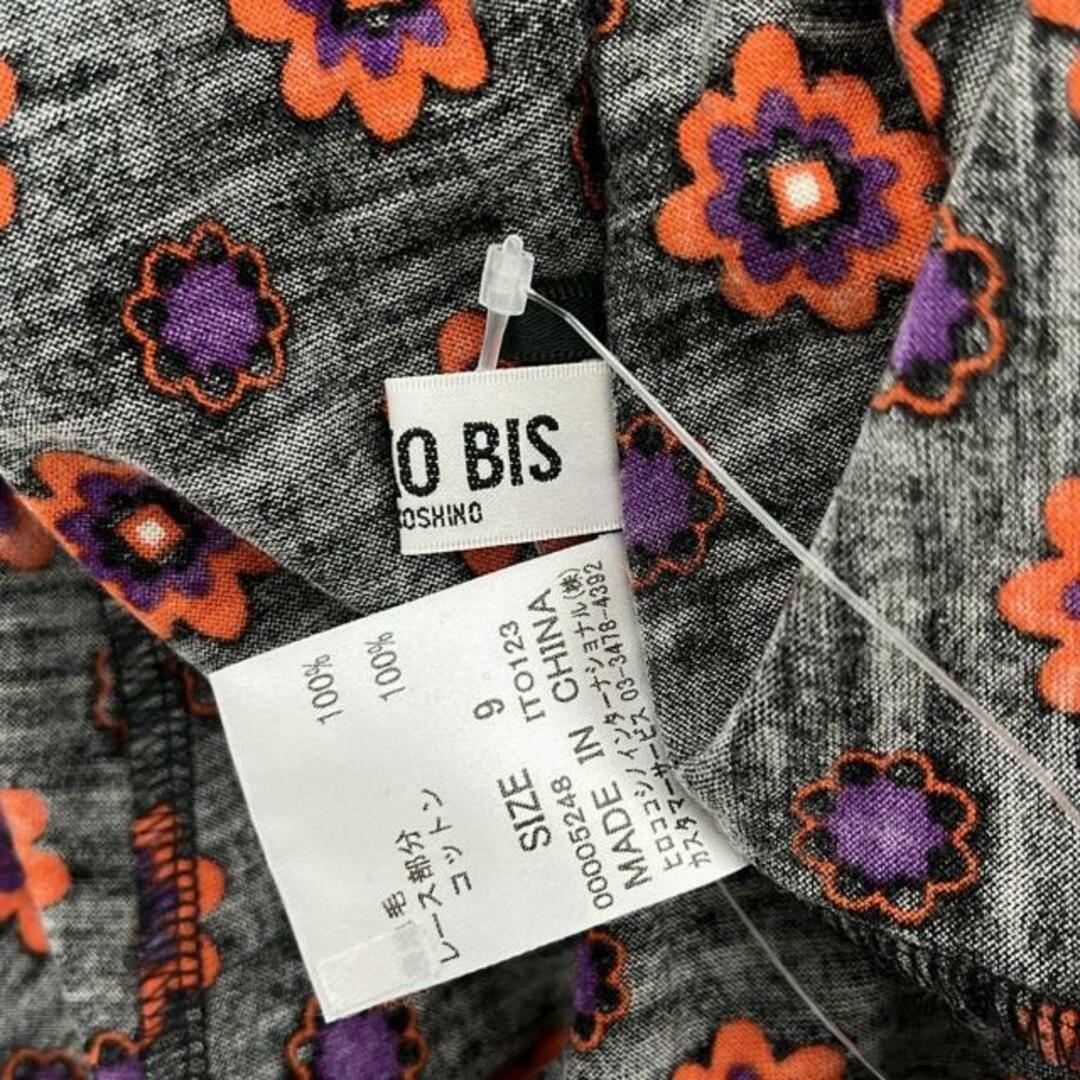 IO BIS
OSHINO
毛 100%
レース部分
コットン 100%
SIZE 9
00005248 ITO123
MADE IN CHINA
ヒロココシノインターナショナル(株)
カスタマーサービス 03-3478-4392